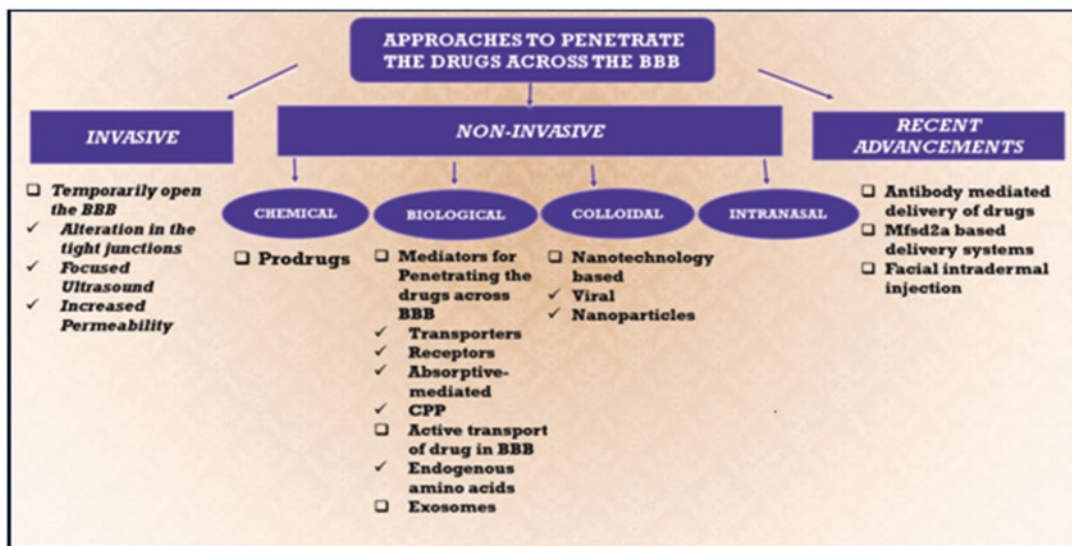 APPROACHES TO PENETRATE
THE DRUGS ACROSS THE BBB
INVASIVE
NON-INVASIVE
RECENT
ADVANCEMENTS
❑ Temporarily open
the BBB
✓ Alteration in the
tight junctions
✓ Focused
Ultrasound
✓ Increased
Permeability
CHEMICAL
❑ Prodrugs
BIOLOGICAL
❑ Mediators for
Penetrating the
drugs across
BBB
✓ Transporters
✓ Receptors
✓ Absorptive-
mediated
✓ CPP
❑ Active transport
of drug in BBB
✓ Endogenous
amino acids
❑ Exosomes
COLLOIDAL
❑ Nanotechnology
based
✓ Viral
✓ Nanoparticles
INTRANASAL
❑ Antibody mediated
delivery of drugs
❑ Mfsd2a based
delivery systems
❑ Facial intradermal
injection